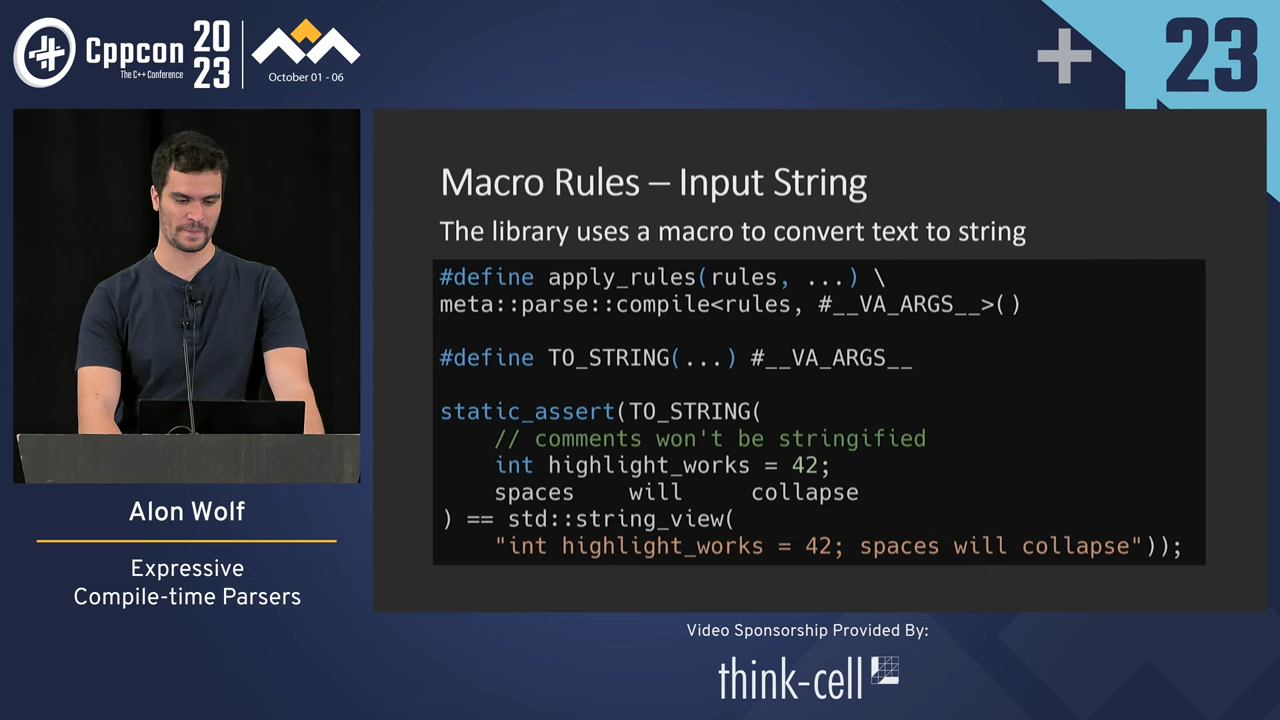 Cppcon
The C++ Conference
20
23
October 01 - 06
23
Macro Rules – Input String
The library uses a macro to convert text to string
#define apply_rules(rules, ...) \
meta::parse::compile<rules, #__VA_ARGS__>()
#define TO_STRING(...) #__VA_ARGS__
static_assert(TO_STRING(
// comments won't be stringified
int highlight_works = 42;
spaces    will     collapse
) == std::string_view(
"int highlight_works = 42; spaces will collapse"));
Alon Wolf
Expressive
Compile-time Parsers
Video Sponsorship Provided By:
think-cell